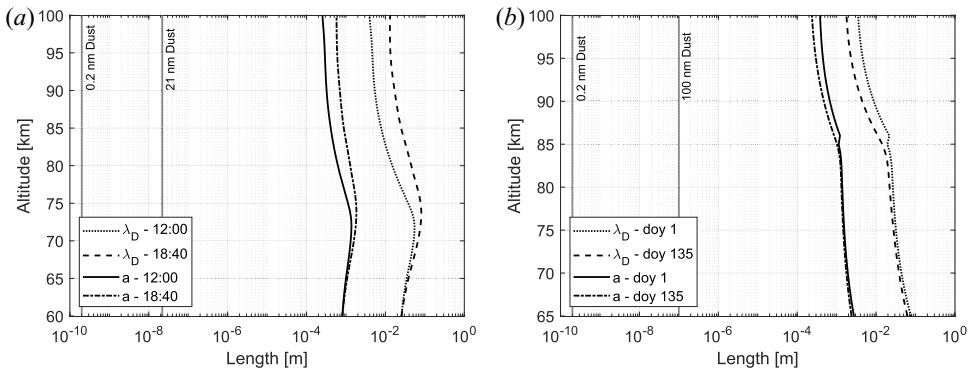 (a)
100
95
90
85
80
75
70
65
60
Altitude [km]
0.2 nm Dust
21 nm Dust
λ_D - 12:00
λ_D - 18:40
a - 12:00
a - 18:40
10^-10 10^-8 10^-6 10^-4 10^-2 10^0
Length [m]
(b)
100
95
90
85
80
75
70
65
Altitude [km]
0.2 nm Dust
100 nm Dust
λ_D - doy 1
λ_D - doy 135
a - doy 1
a - doy 135
10^-10 10^-8 10^-6 10^-4 10^-2 10^0
Length [m]